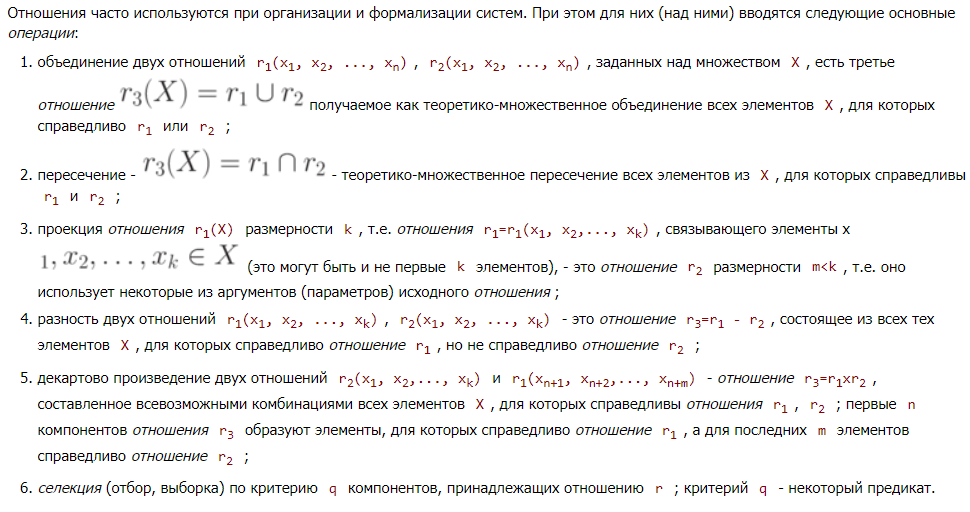 Отношения часто используются при организации и формализации систем. При этом для них (над ними) вводятся следующие основные
операции:
1. объединение двух отношений r₁(x₁, x₂, ..., xₙ) , r₂(x₁, x₂, ..., xₙ) , заданных над множеством X , есть третье
отношение r₃(X) = r₁ ∪ r₂ получаемое как теоретико-множественное объединение всех элементов X , для которых
справедливо r₁ или r₂ ;
2. пересечение - r₃(X) = r₁ ∩ r₂ - теоретико-множественное пересечение всех элементов из X , для которых справедливы
r₁ и r₂ ;
3. проекция отношения r₁(X) размерности k , т.е. отношения r₁=r₁(x₁, x₂,..., xₖ) , связывающего элементы x
₁, x₂, . . . , xₖ ∈ X (это могут быть и не первые k элементов), - это отношение r₂ размерности m<k , т.е. оно
использует некоторые из аргументов (параметров) исходного отношения ;
4. разность двух отношений r₁(x₁, x₂, ..., xₖ) , r₂(x₁, x₂, ..., xₖ) - это отношение r₃=r₁ - r₂ , состоящее из всех тех
элементов X , для которых справедливо отношение r₁ , но не справедливо отношение r₂ ;
5. декартово произведение двух отношений r₂(x₁, x₂,..., xₖ) и r₁(xₙ₊₁, xₙ₊₂,..., xₙ₊ₘ) - отношение r₃=r₁xr₂ ,
составленное всевозможными комбинациями всех элементов X , для которых справедливы отношения r₁ , r₂ ; первые n
компонентов отношения r₃ образуют элементы, для которых справедливо отношение r₁ , а для последних m элементов
справедливо отношение r₂ ;
6. селекция (отбор, выборка) по критерию q компонентов, принадлежащих отношению r ; критерий q - некоторый предикат.